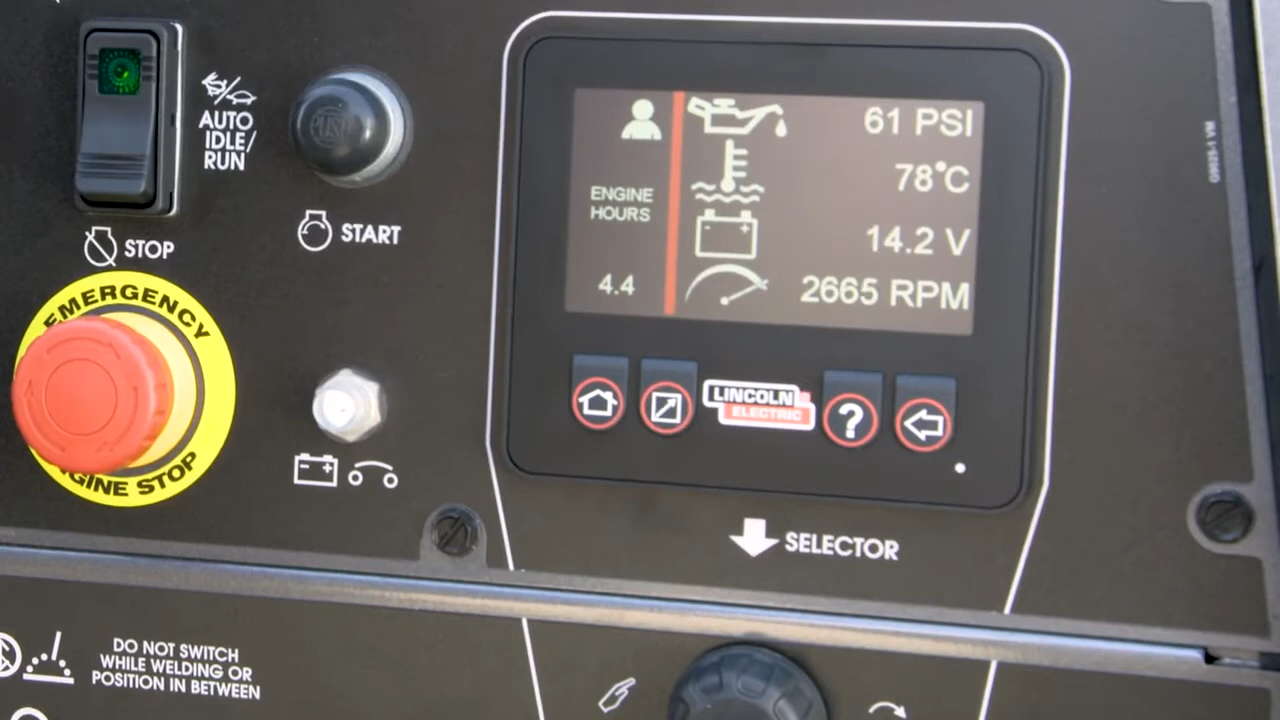 AUTO
IDLE/
RUN
STOP
START
EMERGENCY
ENGINE STOP
61 PSI
78°C
14.2 V
2665 RPM
ENGINE
HOURS
4.4
LINCOLN
ELECTRIC
?
SELECTOR
DO NOT SWITCH
WHILE WELDING OR
POSITION IN BETWEEN